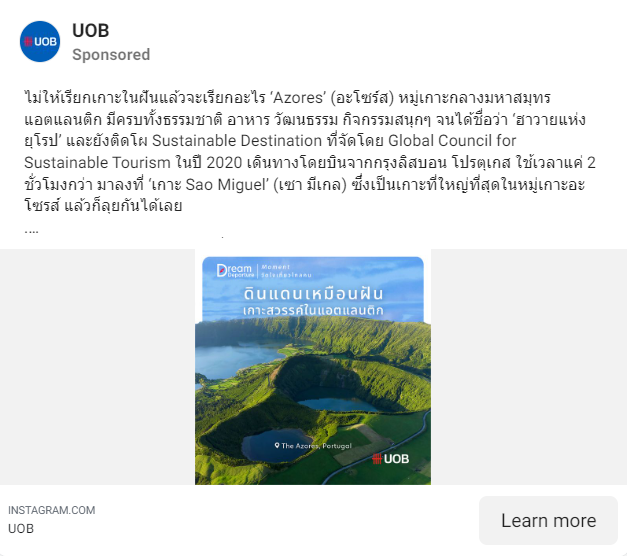 UOB
UOB
Sponsored
ไม่ให้เรียกเกาะในฝันแล้วจะเรียกอะไร ‘Azores’ (อะโซร์ส) หมู่เกาะกลางมหาสมุทร
แอตแลนติก มีครบทั้งธรรมชาติ อาหาร วัฒนธรรม กิจกรรมสนุกๆ จนได้ชื่อว่า ‘ฮาวายแห่ง
ยุโรป’ และยังติดโผ Sustainable Destination ที่จัดโดย Global Council for
Sustainable Tourism ในปี 2020 เดินทางโดยบินจากกรุงลิสบอน โปรตุเกส ใช้เวลาแค่ 2
ชั่วโมงกว่า มาลงที่ ‘เกาะ Sao Miguel’ (เซา มีเกล) ซึ่งเป็นเกาะที่ใหญ่ที่สุดในหมู่เกาะอะ
โซรส์ แล้วก็ลุยกันได้เลย
....
Dream Departure | Moment
ดินแดนเหมือนฝัน
เกาะสวรรค์ในแอตแลนติก
The Azores, Portugal
UOB
INSTAGRAM.COM
UOB
Learn more